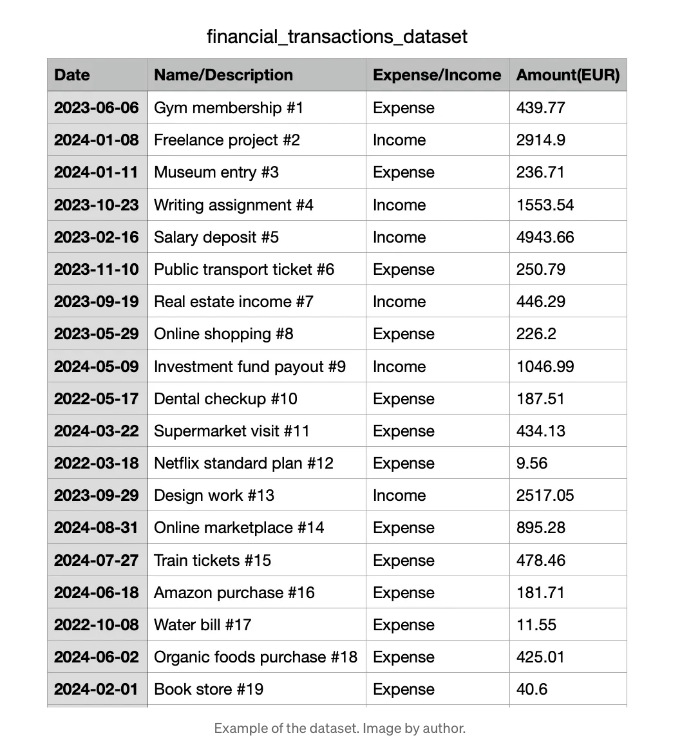 financial_transactions_dataset
Date Name/Description Expense/Income Amount(EUR)
2023-06-06 Gym membership #1 Expense 439.77
2024-01-08 Freelance project #2 Income 2914.9
2024-01-11 Museum entry #3 Expense 236.71
2023-10-23 Writing assignment #4 Income 1553.54
2023-02-16 Salary deposit #5 Income 4943.66
2023-11-10 Public transport ticket #6 Expense 250.79
2023-09-19 Real estate income #7 Income 446.29
2023-05-29 Online shopping #8 Expense 226.2
2024-05-09 Investment fund payout #9 Income 1046.99
2022-05-17 Dental checkup #10 Expense 187.51
2024-03-22 Supermarket visit #11 Expense 434.13
2022-03-18 Netflix standard plan #12 Expense 9.56
2023-09-29 Design work #13 Income 2517.05
2024-08-31 Online marketplace #14 Expense 895.28
2024-07-27 Train tickets #15 Expense 478.46
2024-06-18 Amazon purchase #16 Expense 181.71
2022-10-08 Water bill #17 Expense 11.55
2024-06-02 Organic foods purchase #18 Expense 425.01
2024-02-01 Book store #19 Expense 40.6
Example of the dataset. Image by author.